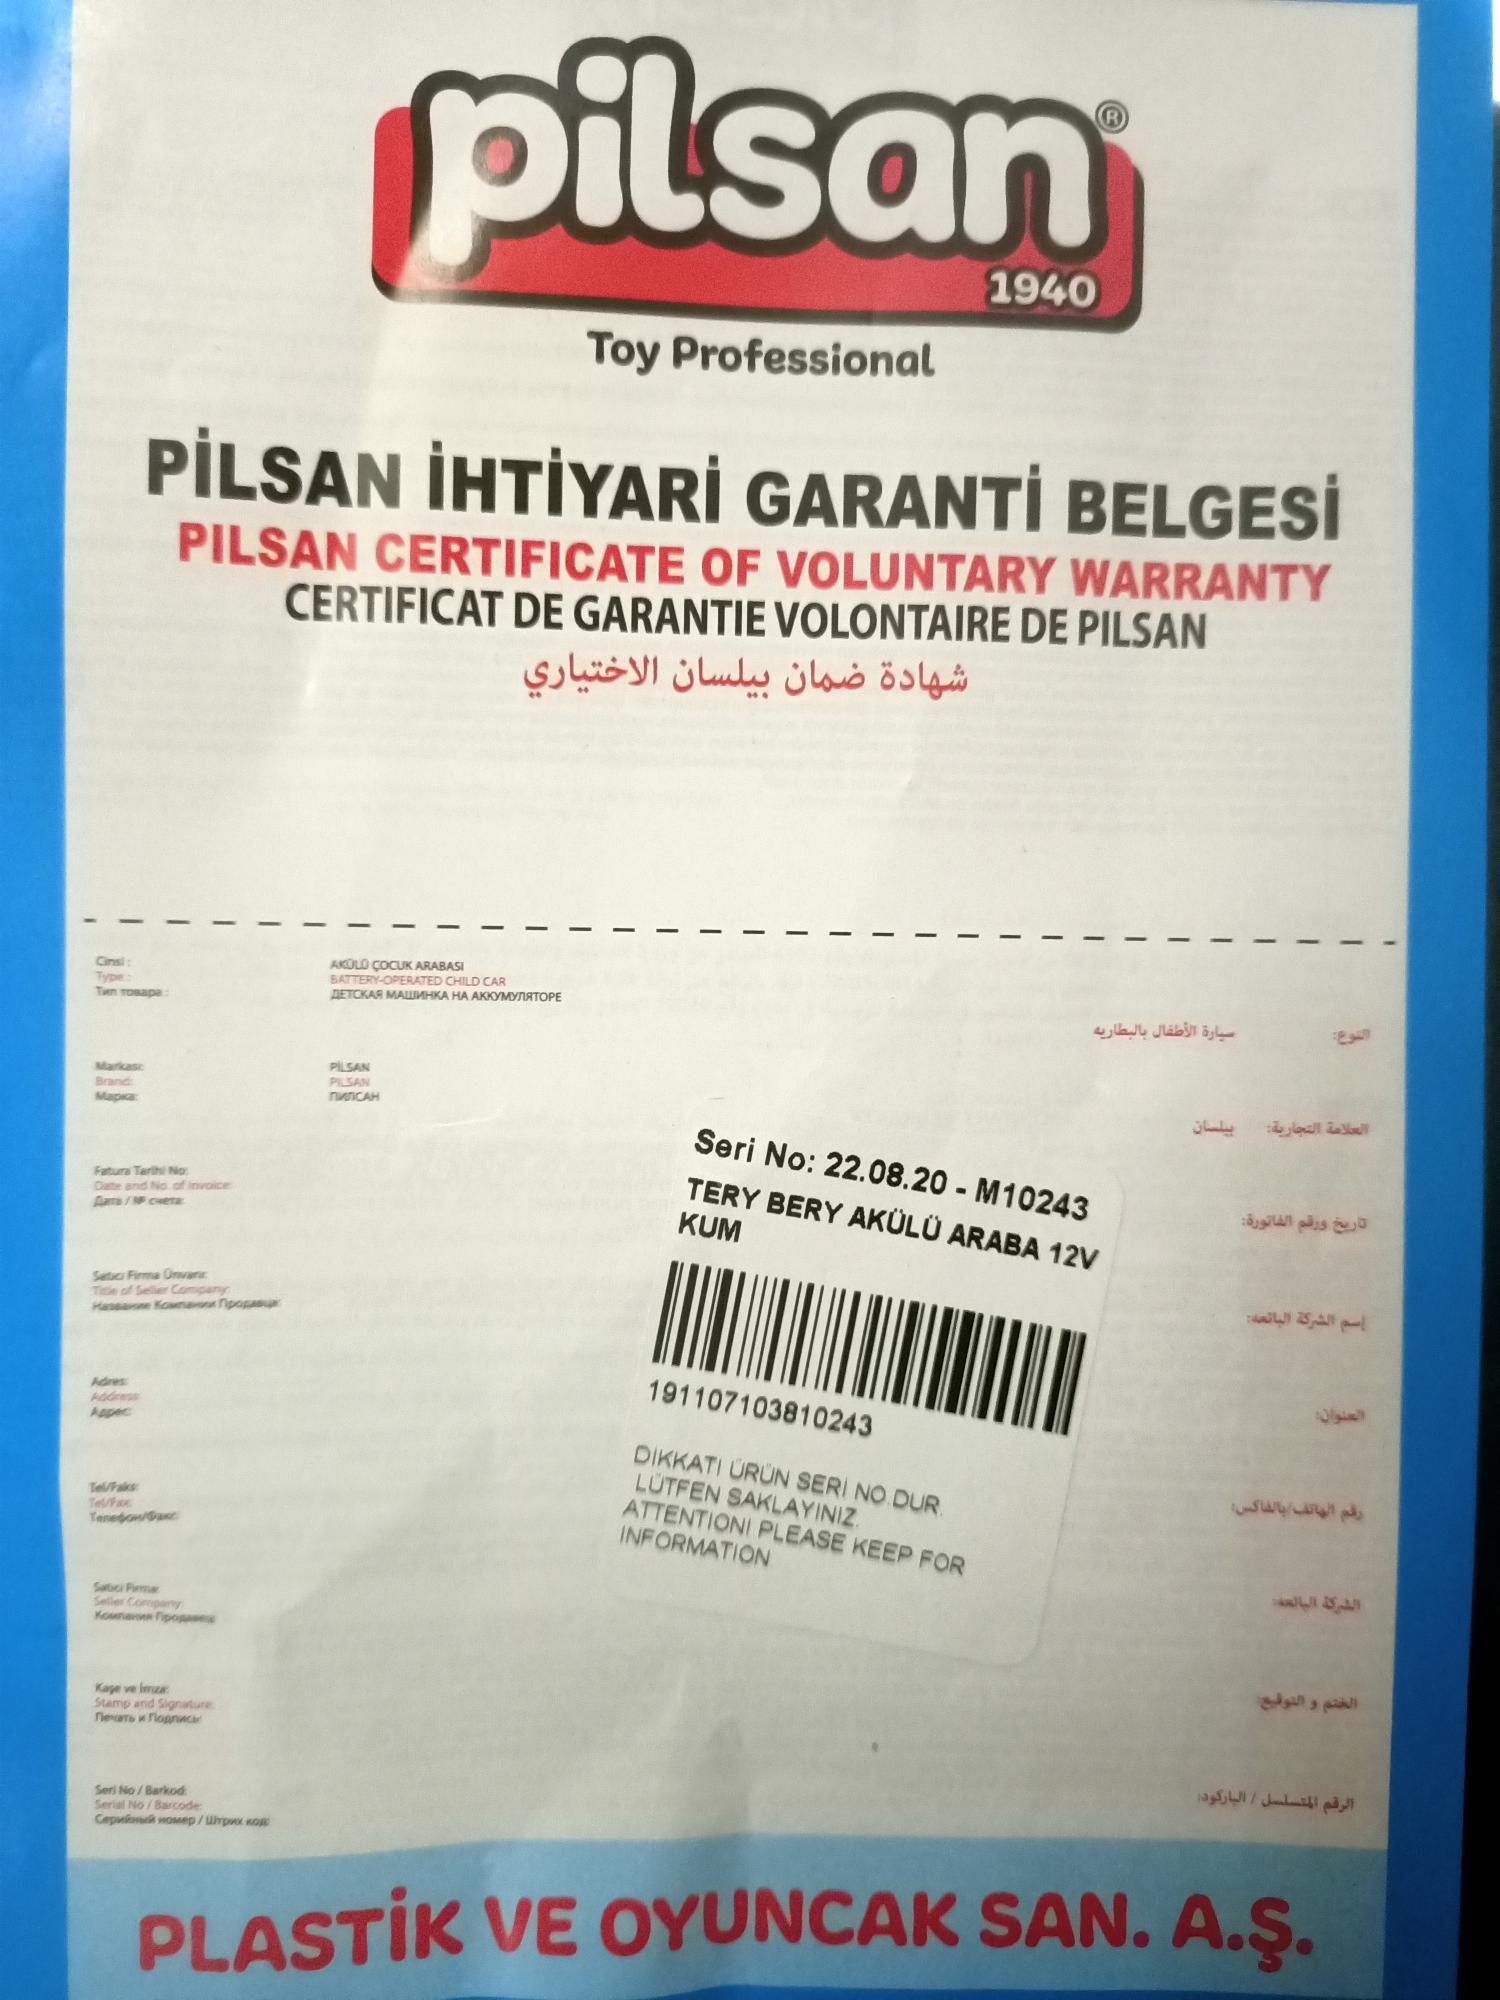 pilsan®
1940
Toy Professional
PİLSAN İHTİYARİ GARANTİ BELGESİ
PILSAN CERTIFICATE OF VOLUNTARY WARRANTY
CERTIFICAT DE GARANTIE VOLONTAIRE DE PILSAN
شهادة ضمان بيلسان الاختياري
Cinsi : AKÜLÜ ÇOCUK ARABASI
Type : BATTERY-OPERATED CHILD CAR
Тип товара : ДЕТСКАЯ МАШИНКА НА АККУМУЛЯТОРЕ
النوع: سيارة الأطفال بالبطاريه
Markası: PİLSAN
Brand: PILSAN
Марка: ПИЛСАН
العلامة التجارية: بيلسان
Fatura Tarihi No:
Date and No. of invoice:
Дата / № счета:
تاريخ ورقم الفاتورة:
Satıcı Firma Ünvanı:
Title of Seller Company:
Название Компании Продавца:
إسم الشركة البائعه:
Adres:
Address:
Адрес:
العنوان:
Tel/Faks:
Tel/Fax:
Телефон/Факс:
رقم الهاتف/بالفاكس:
Satıcı Firma:
Seller Company:
Компания Продавец:
الشركة البائعه:
Kaşe ve İmza:
Stamp and Signature:
Печать и Подпись:
الختم و التوقيع:
Seri No / Barkod:
Serial No / Barcode:
Серийный номер / Штрих код:
الرقم المتسلسل / الباركود:
Seri No: 22.08.20 - M10243
TERY BERY AKÜLÜ ARABA 12V
KUM
191107103810243
DİKKAT! ÜRÜN SERİ NO.DUR.
LÜTFEN SAKLAYINIZ.
ATTENTION! PLEASE KEEP FOR
INFORMATION
PLASTİK VE OYUNCAK SAN. A.Ş.